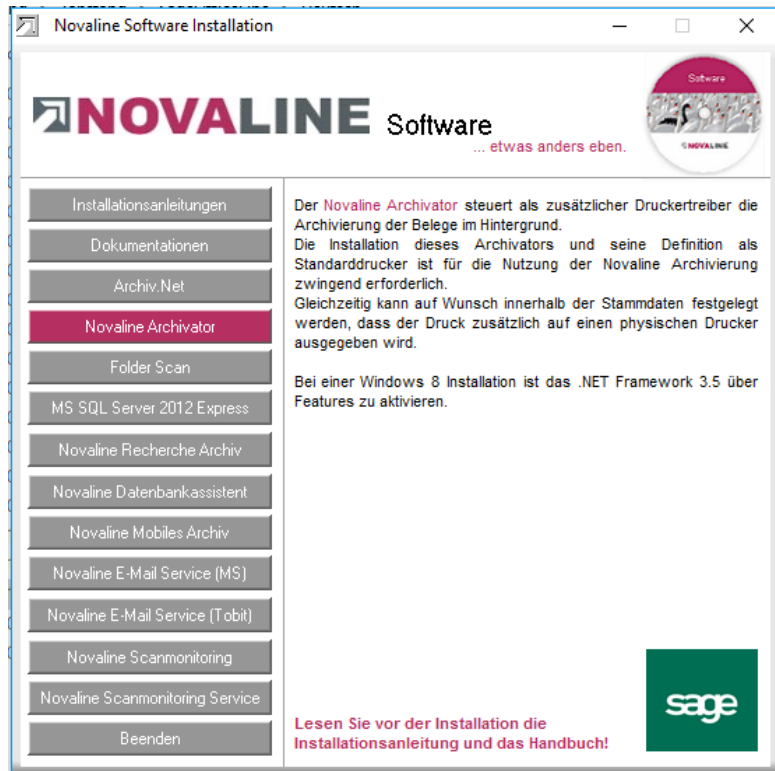 Novaline Software Installation
NOVALINE Software
... etwas anders eben.
Software
NOVALINE
Installationsanleitungen
Dokumentationen
Archiv.Net
Novaline Archivator
Folder Scan
MS SQL Server 2012 Express
Novaline Recherche Archiv
Novaline Datenbankassistent
Novaline Mobiles Archiv
Novaline E-Mail Service (MS)
Novaline E-Mail Service (Tobit)
Novaline Scanmonitoring
Novaline Scanmonitoring Service
Beenden
Der Novaline Archivator steuert als zusätzlicher Druckertreiber die
Archivierung der Belege im Hintergrund.
Die Installation dieses Archivators und seine Definition als
Standarddrucker ist für die Nutzung der Novaline Archivierung
zwingend erforderlich.
Gleichzeitig kann auf Wunsch innerhalb der Stammdaten festgelegt
werden, dass der Druck zusätzlich auf einen physischen Drucker
ausgegeben wird.
Bei einer Windows 8 Installation ist das .NET Framework 3.5 über
Features zu aktivieren.
Lesen Sie vor der Installation die
Installationsanleitung und das Handbuch!
sage